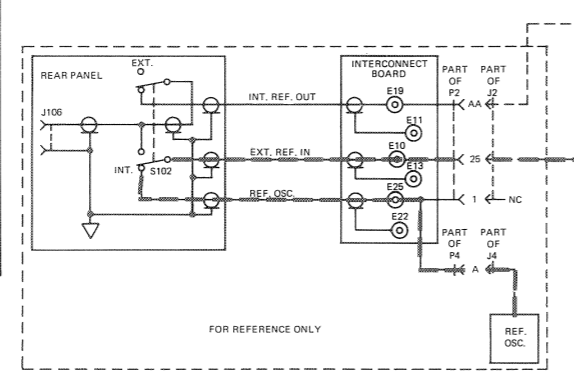 REAR PANEL
EXT.
J106
INT.
S102
INT. REF. OUT
EXT. REF. IN
REF. OSC.
INTERCONNECT
BOARD
E19
E11
E10
E13
E25
E22
PART
OF
P2
PART
OF
J2
AA
25
1
NC
PART
OF
P4
PART
OF
J4
A
REF.
OSC.
FOR REFERENCE ONLY